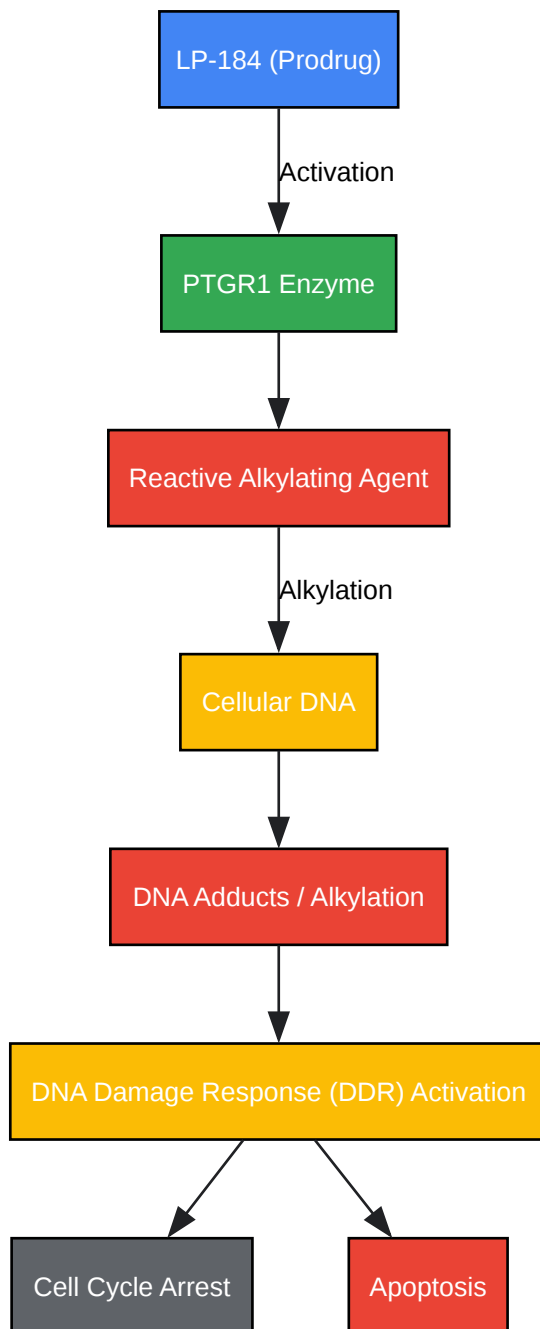 LP-184 (Prodrug)
Activation
PTGR1 Enzyme
Reactive Alkylating Agent
Alkylation
Cellular DNA
DNA Adducts / Alkylation
DNA Damage Response (DDR) Activation
Cell Cycle Arrest
Apoptosis